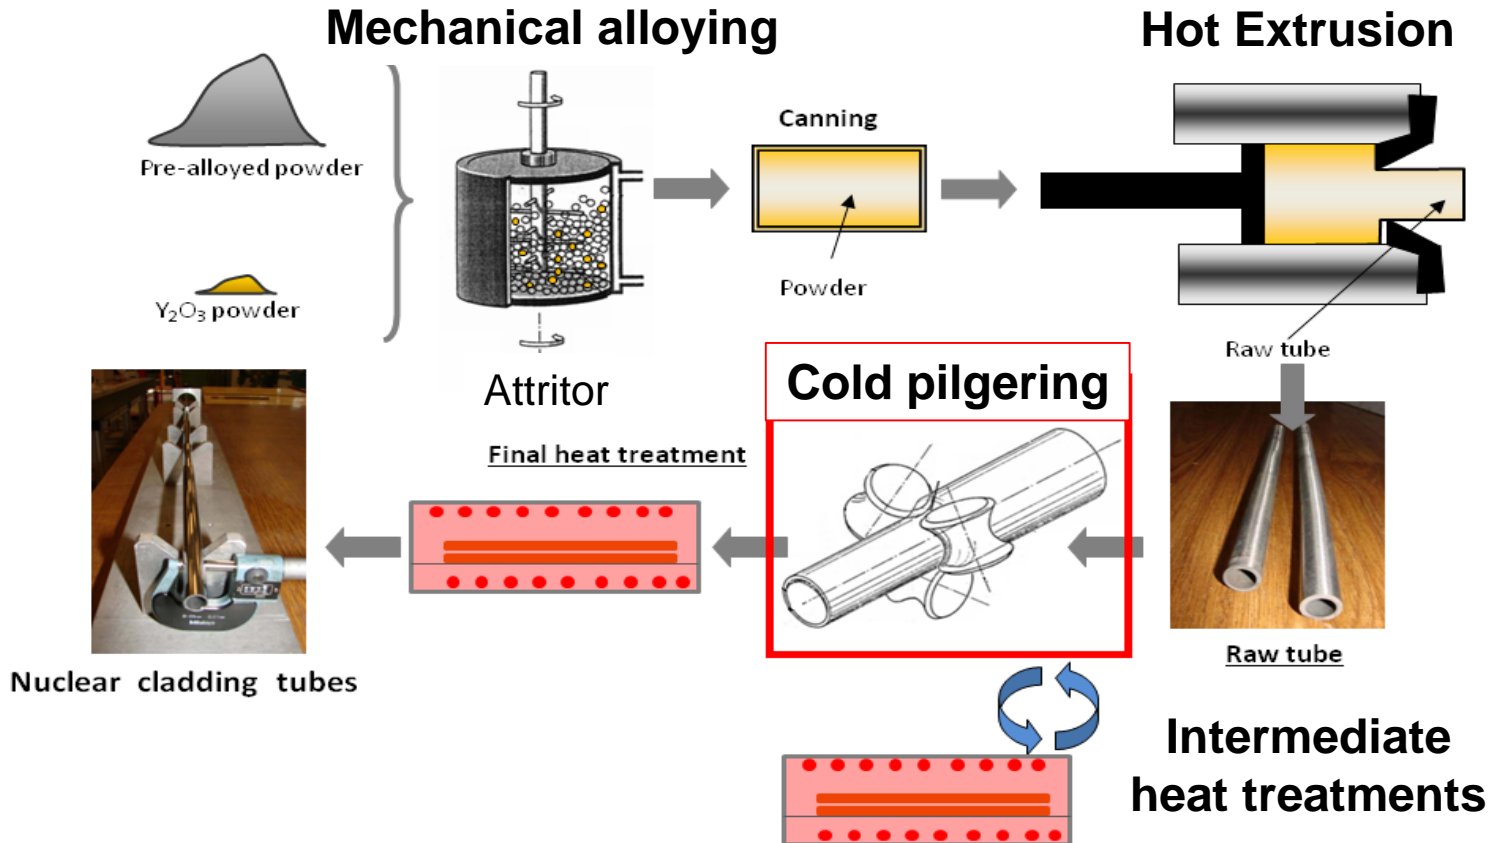 Mechanical alloying
Hot Extrusion
Pre-alloyed powder
Canning
Powder
Y₂O₃ powder
Raw tube
Attritor
Cold pilgering
Final heat treatment
Raw tube
Nuclear cladding tubes
Intermediate
heat treatments